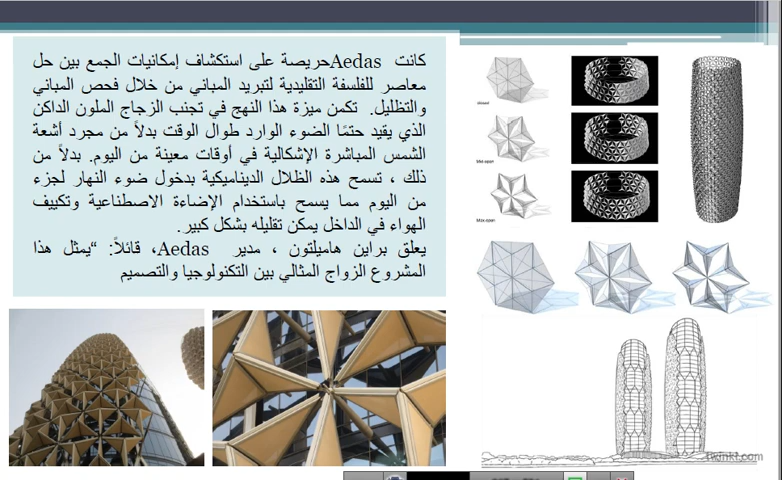 كانت Aedasحريصة على استكشاف إمكانيات الجمع بين حل
معاصر للفلسفة التقليدية لتبريد المباني من خلال فحص المباني
والتظليل. تكمن ميزة هذا النهج في تجنب الزجاج الملون الداكن
الذي يقيد حتمًا الضوء الوارد طوال الوقت بدلاً من مجرد أشعة
الشمس المباشرة الإشكالية في أوقات معينة من اليوم. بدلاً من
ذلك ، تسمح هذه الظلال الديناميكية بدخول ضوء النهار لجزء
من اليوم مما يسمح باستخدام الإضاءة الاصطناعية وتكييف
الهواء في الداخل يمكن تقليله بشكل كبير.
يعلق براين هاميلتون ، مدير Aedas، قائلاً: “يمثل هذا
المشروع الزواج المثالي بين التكنولوجيا والتصميم
closed
Mid-open
Max open